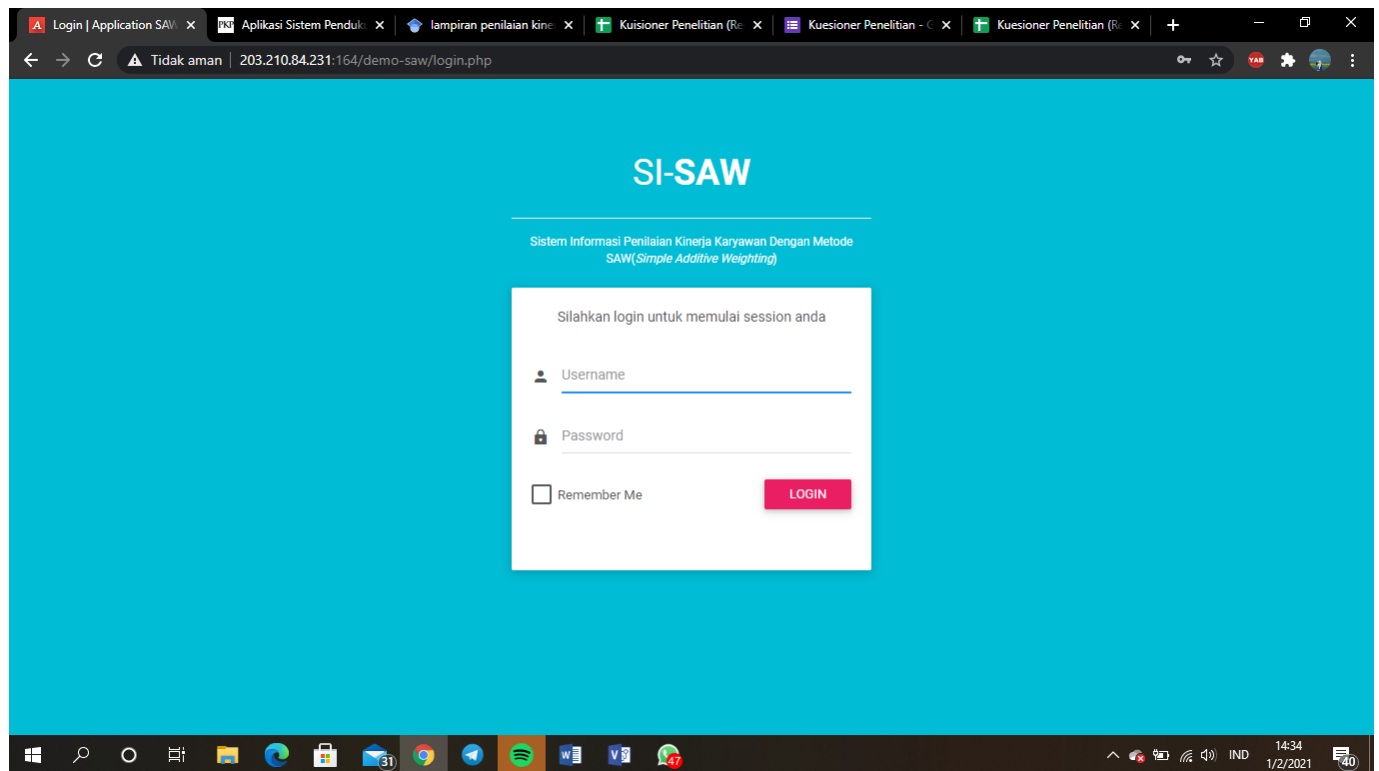 Login | Application SAW
PKP Aplikasi Sistem Penduk
lampiran penilaian kine
Kuisioner Penelitian (Re
Kuesioner Penelitian - G
Kuesioner Penelitian (Re
Tidak aman | 203.210.84.231:164/demo-saw/login.php
YAB
SI-SAW
Sistem Informasi Penilaian Kinerja Karyawan Dengan Metode
SAW(Simple Additive Weighting)
Silahkan login untuk memulai session anda
Username
Password
Remember Me
LOGIN
31
47
IND
14:34
1/2/2021
40